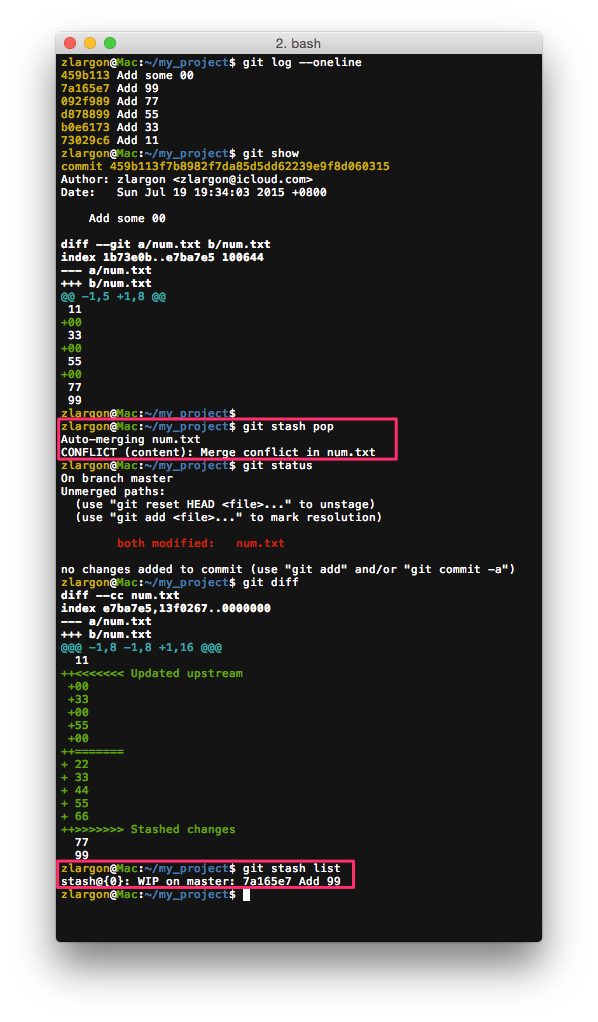 2. bash
zlargon@Mac:~/my_project$ git log --oneline
459b113 Add some 00
7a165e7 Add 99
092f989 Add 77
d878899 Add 55
b0e6173 Add 33
73029c6 Add 11
zlargon@Mac:~/my_project$ git show
commit 459b113f7b8982f7da85d5dd62239e9f8d060315
Author: zlargon <zlargon@icloud.com>
Date:   Sun Jul 19 19:34:03 2015 +0800
    Add some 00
diff --git a/num.txt b/num.txt
index 1b73e0b..e7ba7e5 100644
--- a/num.txt
+++ b/num.txt
@@ -1,5 +1,8 @@
 11
+00
 33
+00
 55
+00
 77
 99
zlargon@Mac:~/my_project$
zlargon@Mac:~/my_project$ git stash pop
Auto-merging num.txt
CONFLICT (content): Merge conflict in num.txt
zlargon@Mac:~/my_project$ git status
On branch master
Unmerged paths:
  (use "git reset HEAD <file>..." to unstage)
  (use "git add <file>..." to mark resolution)
        both modified:   num.txt
no changes added to commit (use "git add" and/or "git commit -a")
zlargon@Mac:~/my_project$ git diff
diff --cc num.txt
index e7ba7e5,13f0267..0000000
--- a/num.txt
+++ b/num.txt
@@@ -1,8 -1,8 +1,16 @@@
  11
++<<<<<<< Updated upstream
 +00
 +33
 +00
 +55
 +00
++=======
+ 22
+ 33
+ 44
+ 55
+ 66
++>>>>>>> Stashed changes
  77
  99
zlargon@Mac:~/my_project$ git stash list
stash@{0}: WIP on master: 7a165e7 Add 99
zlargon@Mac:~/my_project$